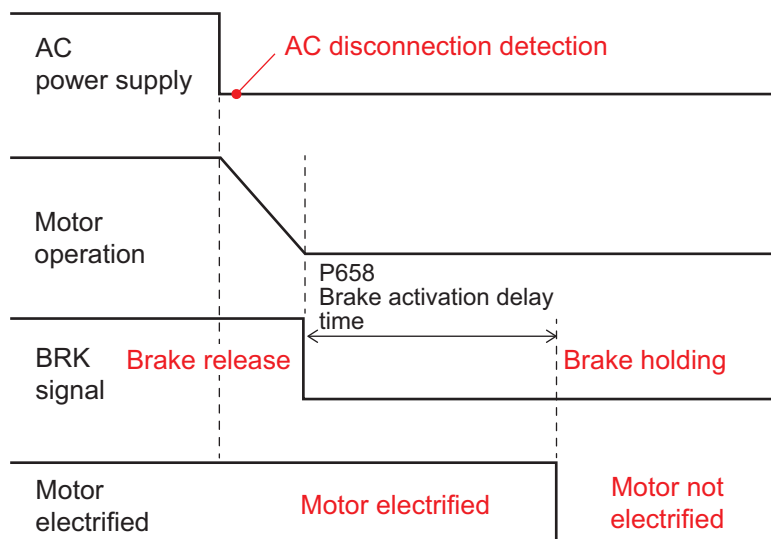 AC
power supply
AC disconnection detection
Motor
operation
P658
Brake activation delay
time
BRK
signal
Brake release
Brake holding
Motor
electrified
Motor electrified
Motor not
electrified